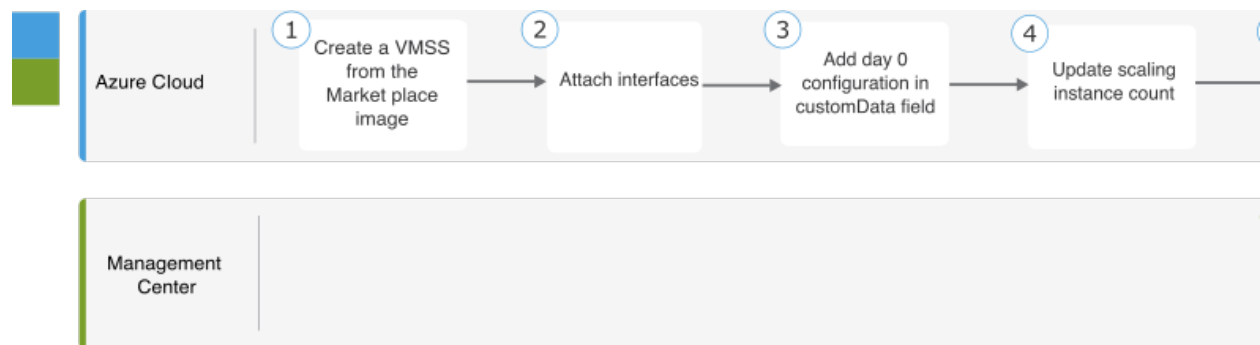 Azure Cloud
1
Create a VMSS
from the
Market place
image
2
Attach interfaces
3
Add day 0
configuration in
customData field
4
Update scaling
instance count
Management
Center